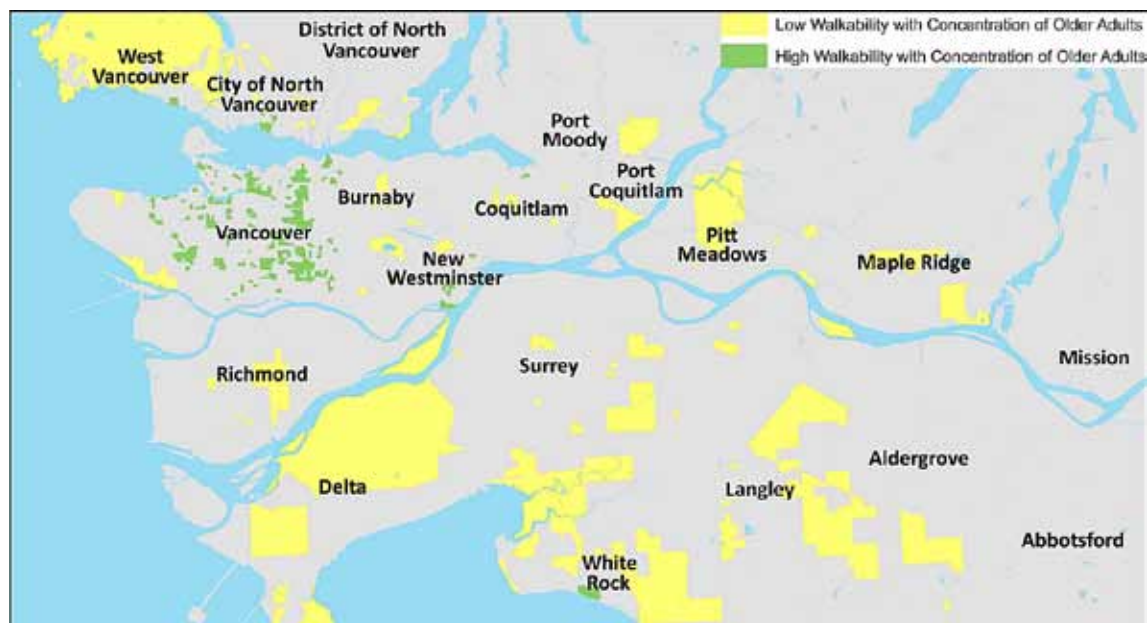 Low Walkability with Concentration of Older Adults
High Walkability with Concentration of Older Adults
District of North
Vancouver
West
Vancouver
City of North
Vancouver
Port
Moody
Port
Coquitlam
Burnaby
Coquitlam
Vancouver
New
Westminster
Pitt
Meadows
Maple Ridge
Mission
Richmond
Surrey
Aldergrove
Delta
Langley
Abbotsford
White
Rock